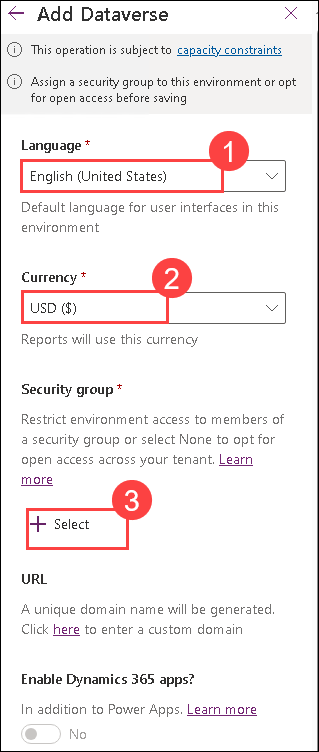 ← Add Dataverse ×
This operation is subject to capacity constraints
Assign a security group to this environment or opt
for open access before saving
Language *
1
English (United States)
Default language for user interfaces in this
environment
Currency *
2
USD ($)
Reports will use this currency
Security group *
Restrict environment access to members of
a security group or select None to opt for
open access across your tenant. Learn
more
3
+ Select
URL
A unique domain name will be generated.
Click here to enter a custom domain
Enable Dynamics 365 apps?
In addition to Power Apps. Learn more
No